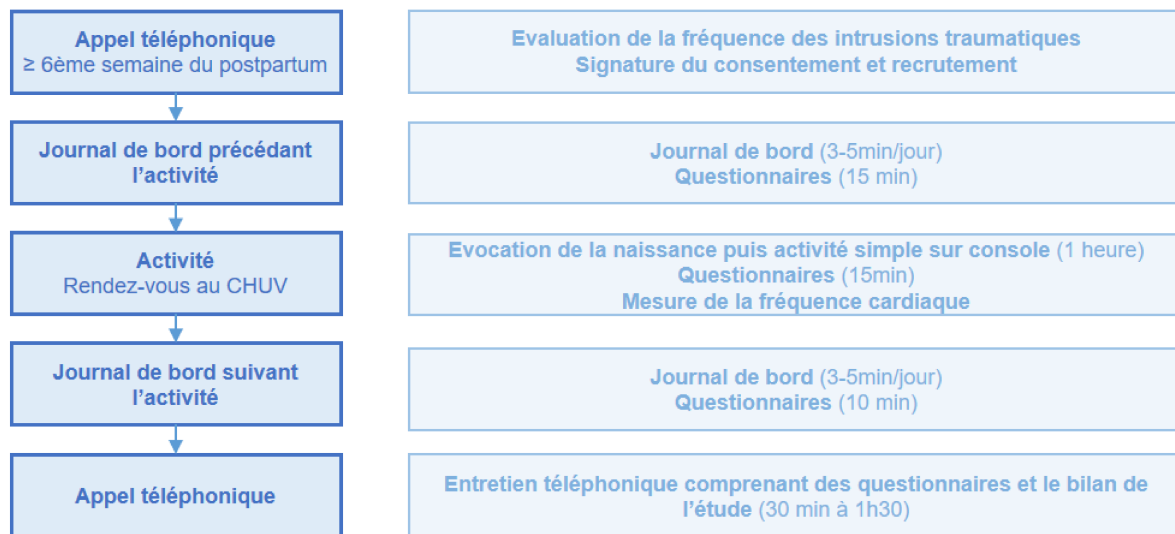 Appel téléphonique
≥ 6ème semaine du postpartum
Evaluation de la fréquence des intrusions traumatiques
Signature du consentement et recrutement
Journal de bord précédant
l’activité
Journal de bord (3-5min/jour)
Questionnaires (15 min)
Activité
Rendez-vous au CHUV
Evocation de la naissance puis activité simple sur console (1 heure)
Questionnaires (15min)
Mesure de la fréquence cardiaque
Journal de bord suivant
l’activité
Journal de bord (3-5min/jour)
Questionnaires (10 min)
Appel téléphonique
Entretien téléphonique comprenant des questionnaires et le bilan de
l’étude (30 min à 1h30)